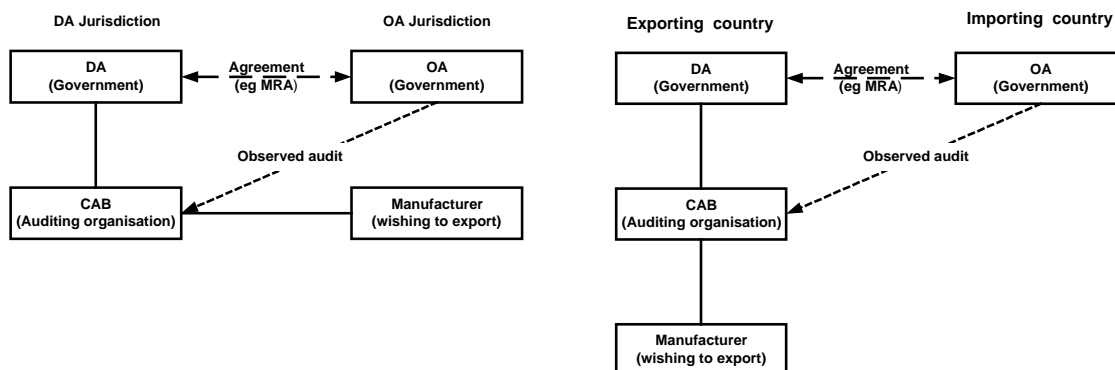 DA Jurisdiction
OA Jurisdiction
DA
(Government)
Agreement
(eg MRA)
OA
(Government)
Observed audit
CAB
(Auditing organisation)
Manufacturer
(wishing to export)
Exporting country
Importing country
DA
(Government)
Agreement
(eg MRA)
OA
(Government)
Observed audit
CAB
(Auditing organisation)
Manufacturer
(wishing to export)